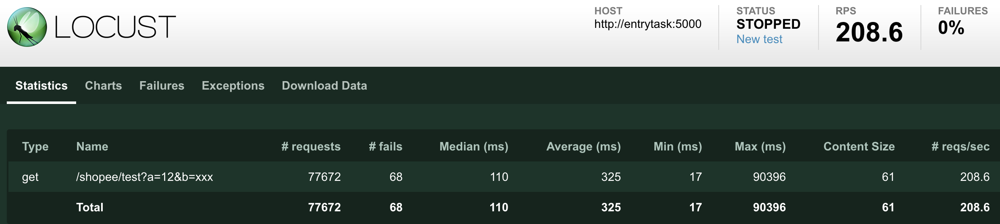 LOCUST
HOST
http://entrytask:5000
STATUS
STOPPED
New test
RPS
208.6
FAILURES
0%
Statistics Charts Failures Exceptions Download Data
Type Name # requests # fails Median (ms) Average (ms) Min (ms) Max (ms) Content Size # reqs/sec
get /shopee/test?a=12&b=xxx 77672 68 110 325 17 90396 61 208.6
Total 77672 68 110 325 17 90396 61 208.6